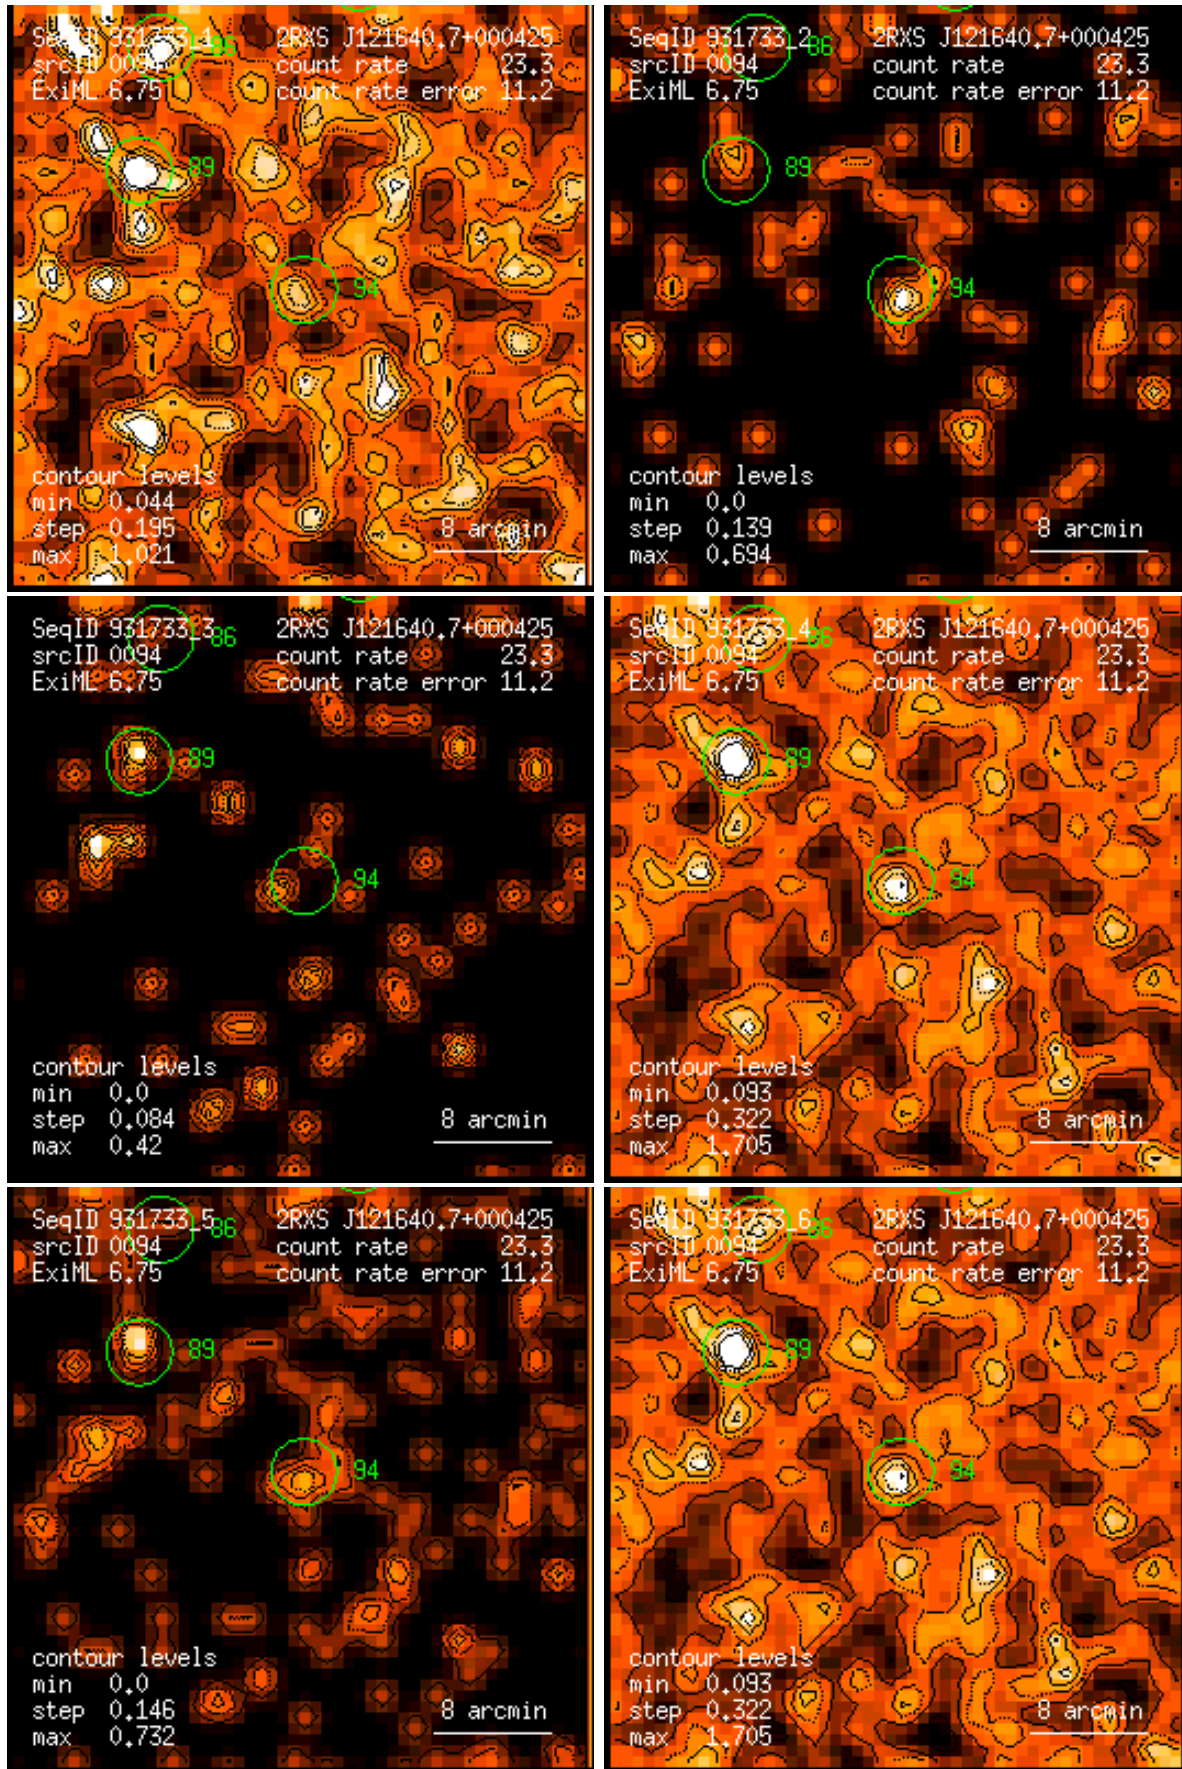 SeqID 931733_1 86 2RXS J121640.7+000425
srcID 0094 count rate 23.3
ExiML 6.75 count rate error 11.2
89
94
contour levels
min 0.044
step 0.195 8 arcmin
max 1.021
SeqID 931733_2 86 2RXS J121640.7+000425
srcID 0094 count rate 23.3
ExiML 6.75 count rate error 11.2
89
94
contour levels
min 0.0
step 0.139 8 arcmin
max 0.694
SeqID 931733_3 86 2RXS J121640.7+000425
srcID 0094 count rate 23.3
ExiML 6.75 count rate error 11.2
89
94
contour levels
min 0.0
step 0.084 8 arcmin
max 0.42
SeqID 931733_4 86 2RXS J121640.7+000425
srcID 0094 count rate 23.3
ExiML 6.75 count rate error 11.2
89
94
contour levels
min 0.093
step 0.322 8 arcmin
max 1.705
SeqID 931733_5 86 2RXS J121640.7+000425
srcID 0094 count rate 23.3
ExiML 6.75 count rate error 11.2
89
94
contour levels
min 0.0
step 0.146 8 arcmin
max 0.732
SeqID 931733_6 86 2RXS J121640.7+000425
srcID 0094 count rate 23.3
ExiML 6.75 count rate error 11.2
89
94
contour levels
min 0.093
step 0.322 8 arcmin
max 1.705